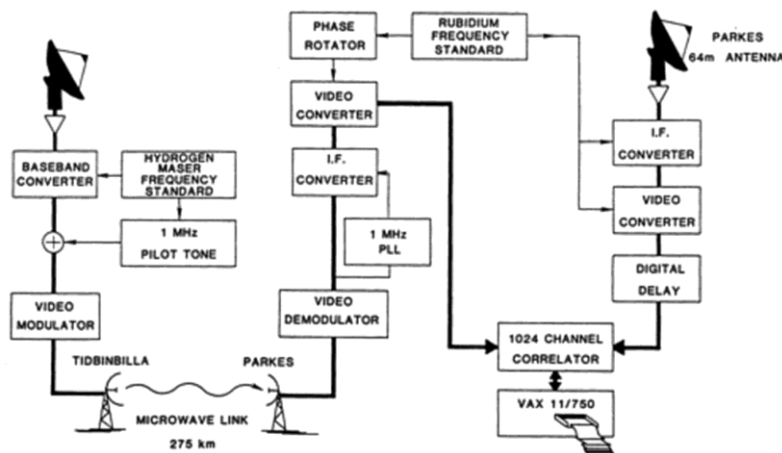 PHASE
ROTATOR
RUBIDIUM
FREQUENCY
STANDARD
PARKES
64m ANTENNA
VIDEO
CONVERTER
I.F.
CONVERTER
BASEBAND
CONVERTER
HYDROGEN
MASER FREQUENCY
STANDARD
I.F.
CONVERTER
VIDEO
CONVERTER
1 MHz
PILOT TONE
1 MHz
PLL
DIGITAL
DELAY
VIDEO
MODULATOR
VIDEO
DEMODULATOR
1024 CHANNEL
CORRELATOR
TIDBINBILLA
PARKES
VAX 11/750
MICROWAVE LINK
275 km